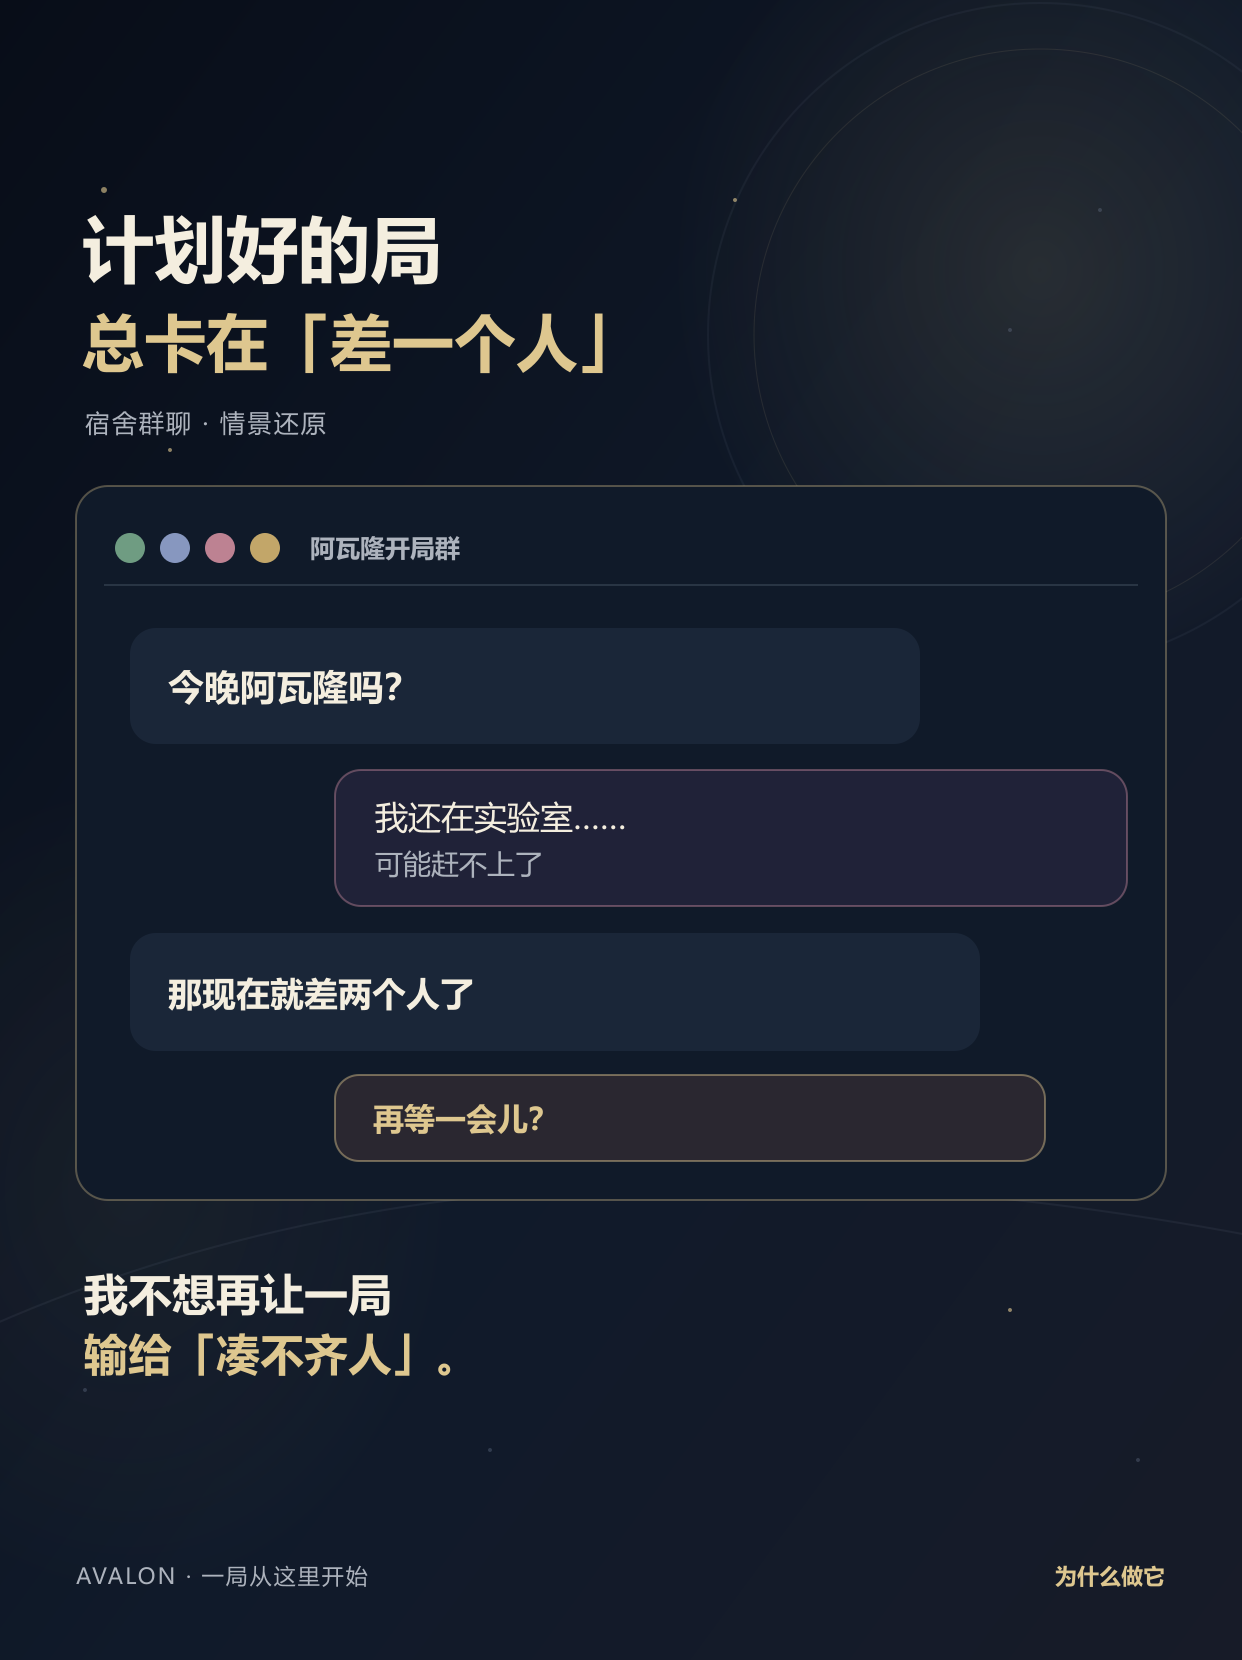 计划好的局
总卡在「差一个人」
宿舍群聊 · 情景还原
阿瓦隆开局群
今晚阿瓦隆吗？
我还在实验室……
可能赶不上了
那现在就差两个人了
再等一会儿？
我不想再让一局
输给「凑不齐人」。
AVALON · 一局从这里开始
为什么做它